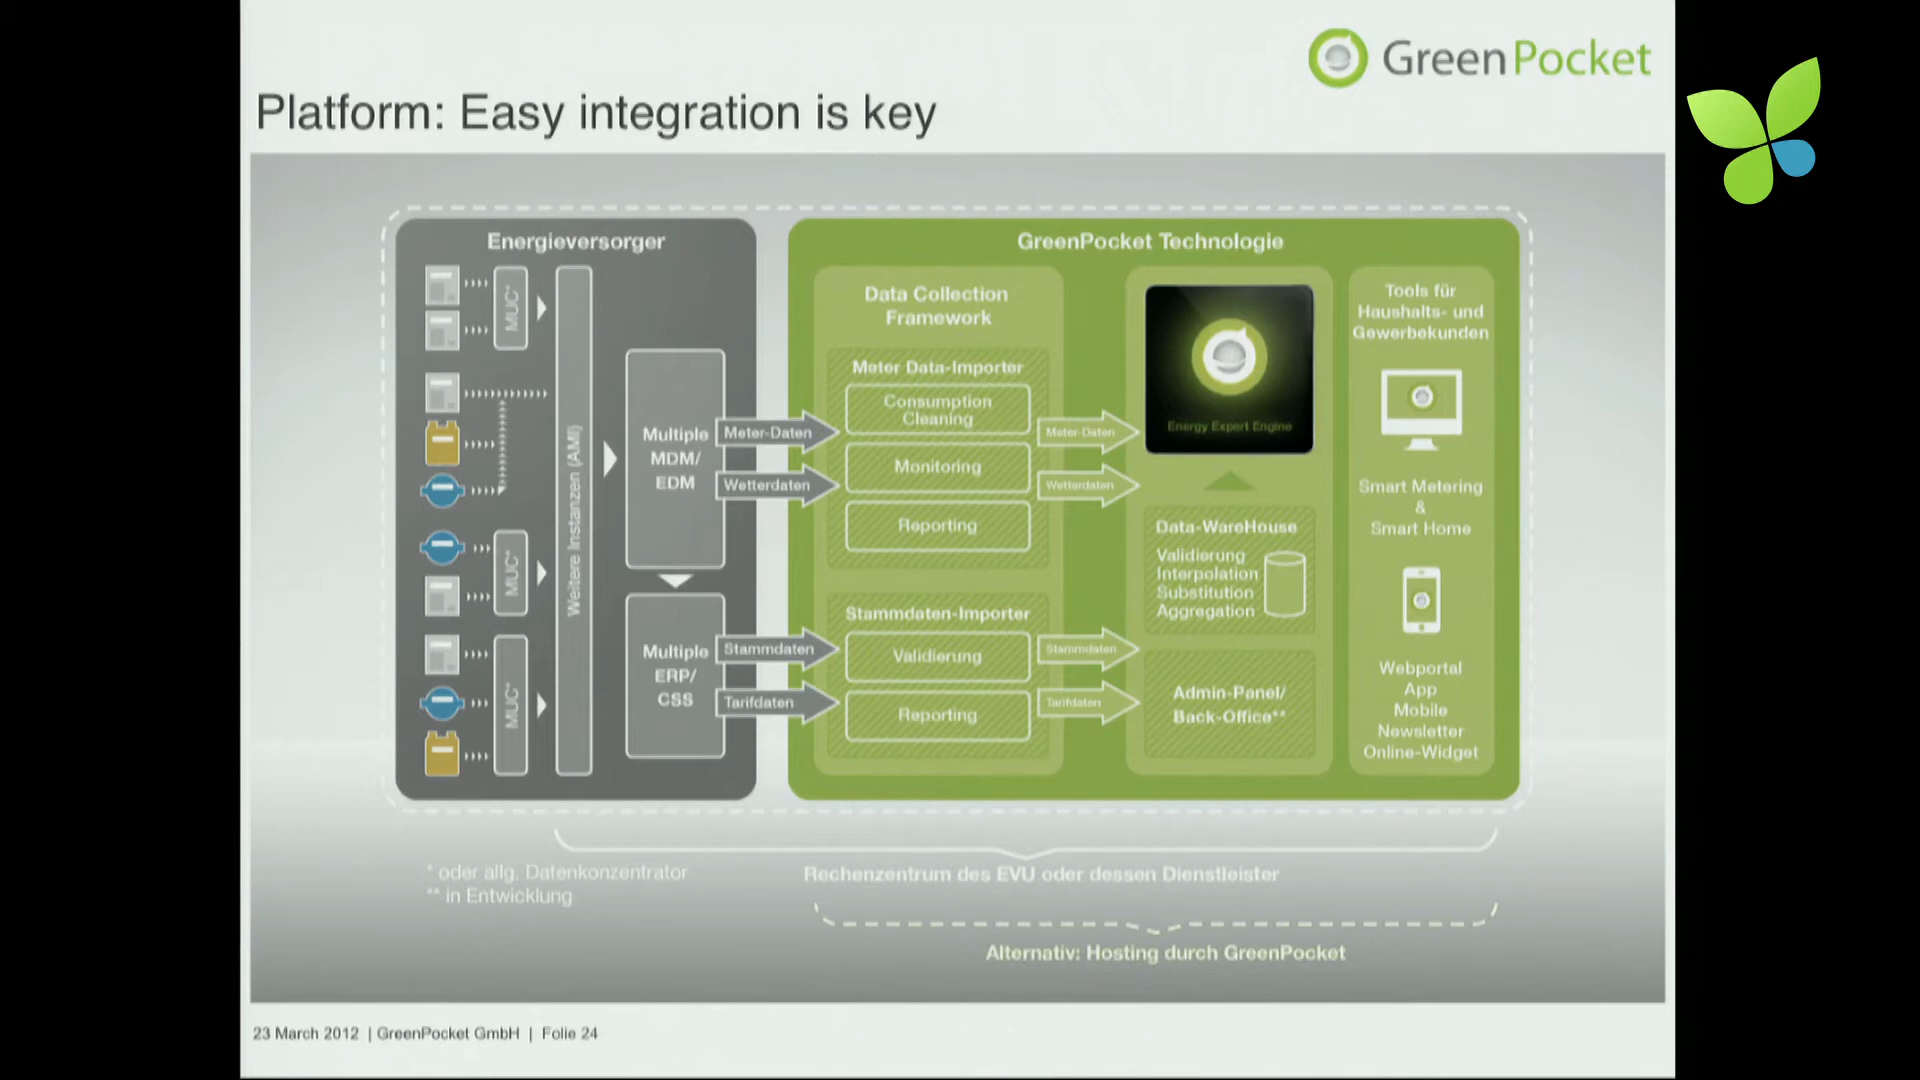 GreenPocket
Platform: Easy integration is key
Energieversorger
MUC*
MUC*
MUC*
Weitere Instanzen (AMI)
Multiple
MDM/
EDM
Multiple
ERP/
CSS
Meter-Daten
Wetterdaten
Stammdaten
Tarifdaten
GreenPocket Technologie
Data Collection
Framework
Meter Data-Importer
Consumption
Cleaning
Monitoring
Reporting
Stammdaten-Importer
Validierung
Reporting
Meter-Daten
Wetterdaten
Stammdaten
Tarifdaten
Energy Expert Engine
Data-WareHouse
Validierung
Interpolation
Substitution
Aggregation
Admin-Panel/
Back-Office**
Tools für
Haushalts- und
Gewerbekunden
Smart Metering
&
Smart Home
Webportal
App
Mobile
Newsletter
Online-Widget
* oder allg. Datenkonzentrator
** in Entwicklung
Rechenzentrum des EVU oder dessen Dienstleister
Alternativ: Hosting durch GreenPocket
23 March 2012 | GreenPocket GmbH | Folie 24